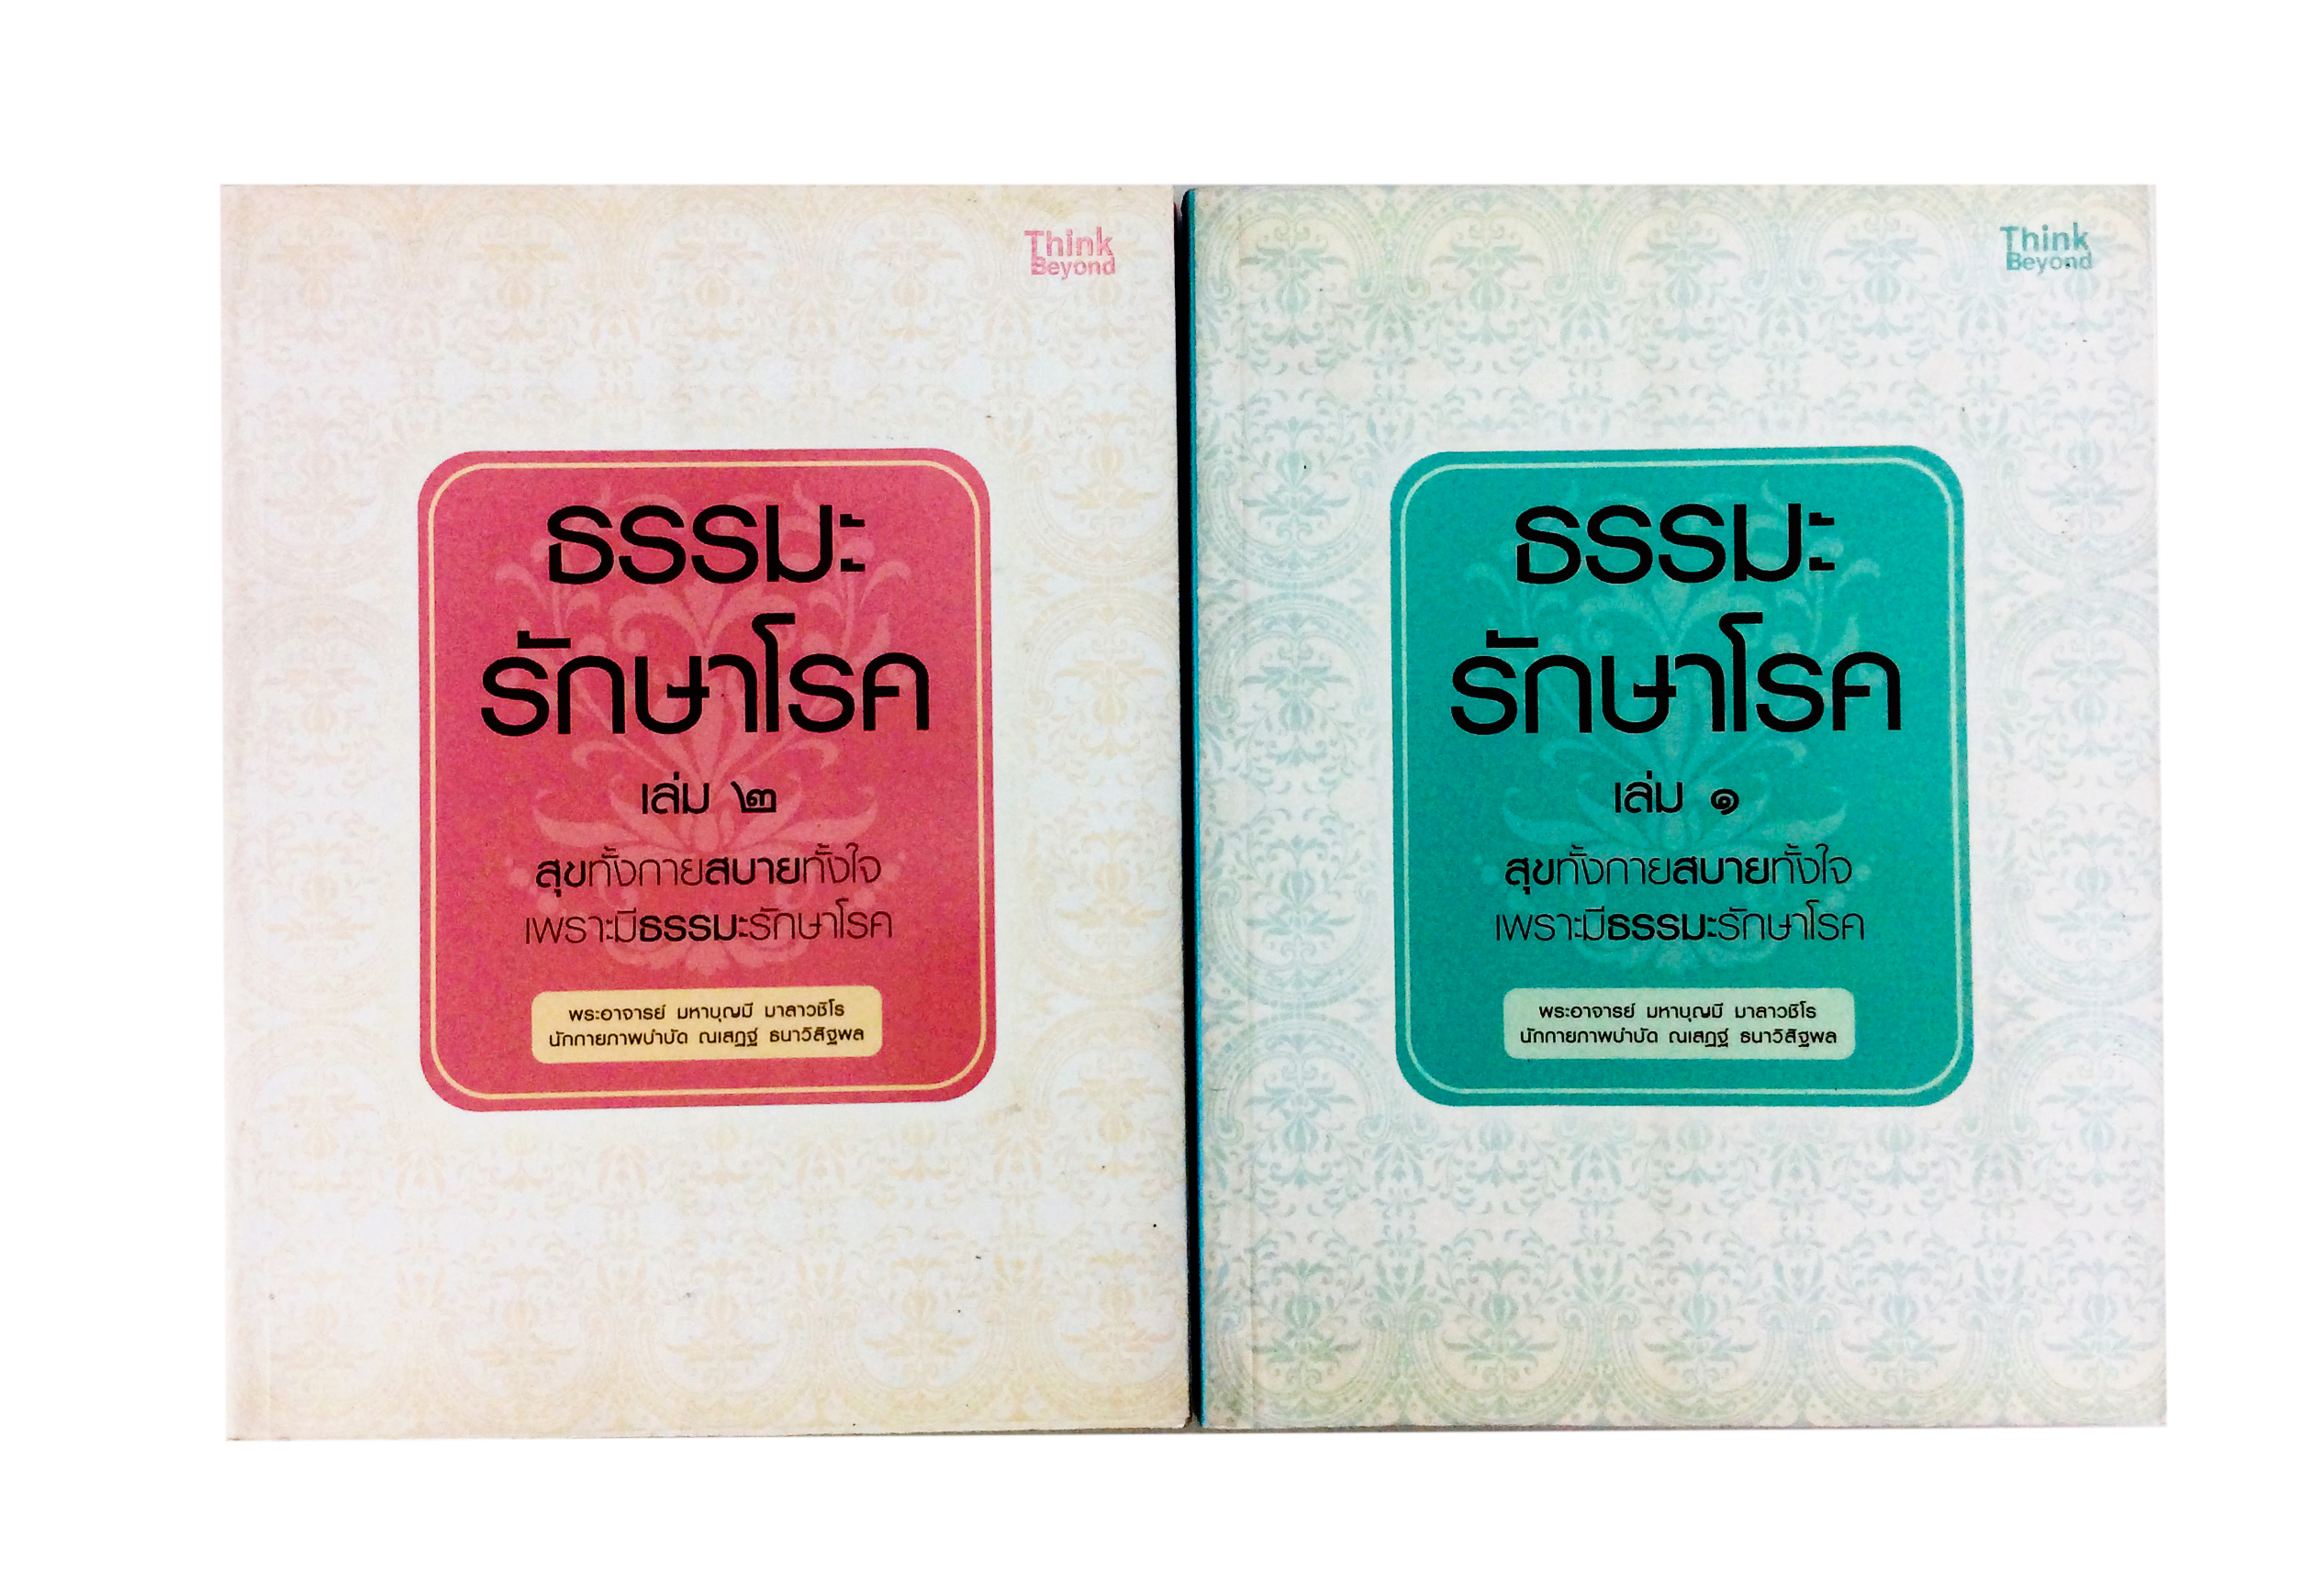 Think
Beyond
ธรรมะ
รักษาโรค
เล่ม ๒
สุขทั้งกายสบายทั้งใจ
เพราะมีธรรมะรักษาโรค
พระอาจารย์ มหาบุญมี มาลาวชิโร
นักกายภาพบำบัด ณเสฏฐ์ ธนาวิสิฐพล
Think
Beyond
ธรรมะ
รักษาโรค
เล่ม ๑
สุขทั้งกายสบายทั้งใจ
เพราะมีธรรมะรักษาโรค
พระอาจารย์ มหาบุญมี มาลาวชิโร
นักกายภาพบำบัด ณเสฏฐ์ ธนาวิสิฐพล